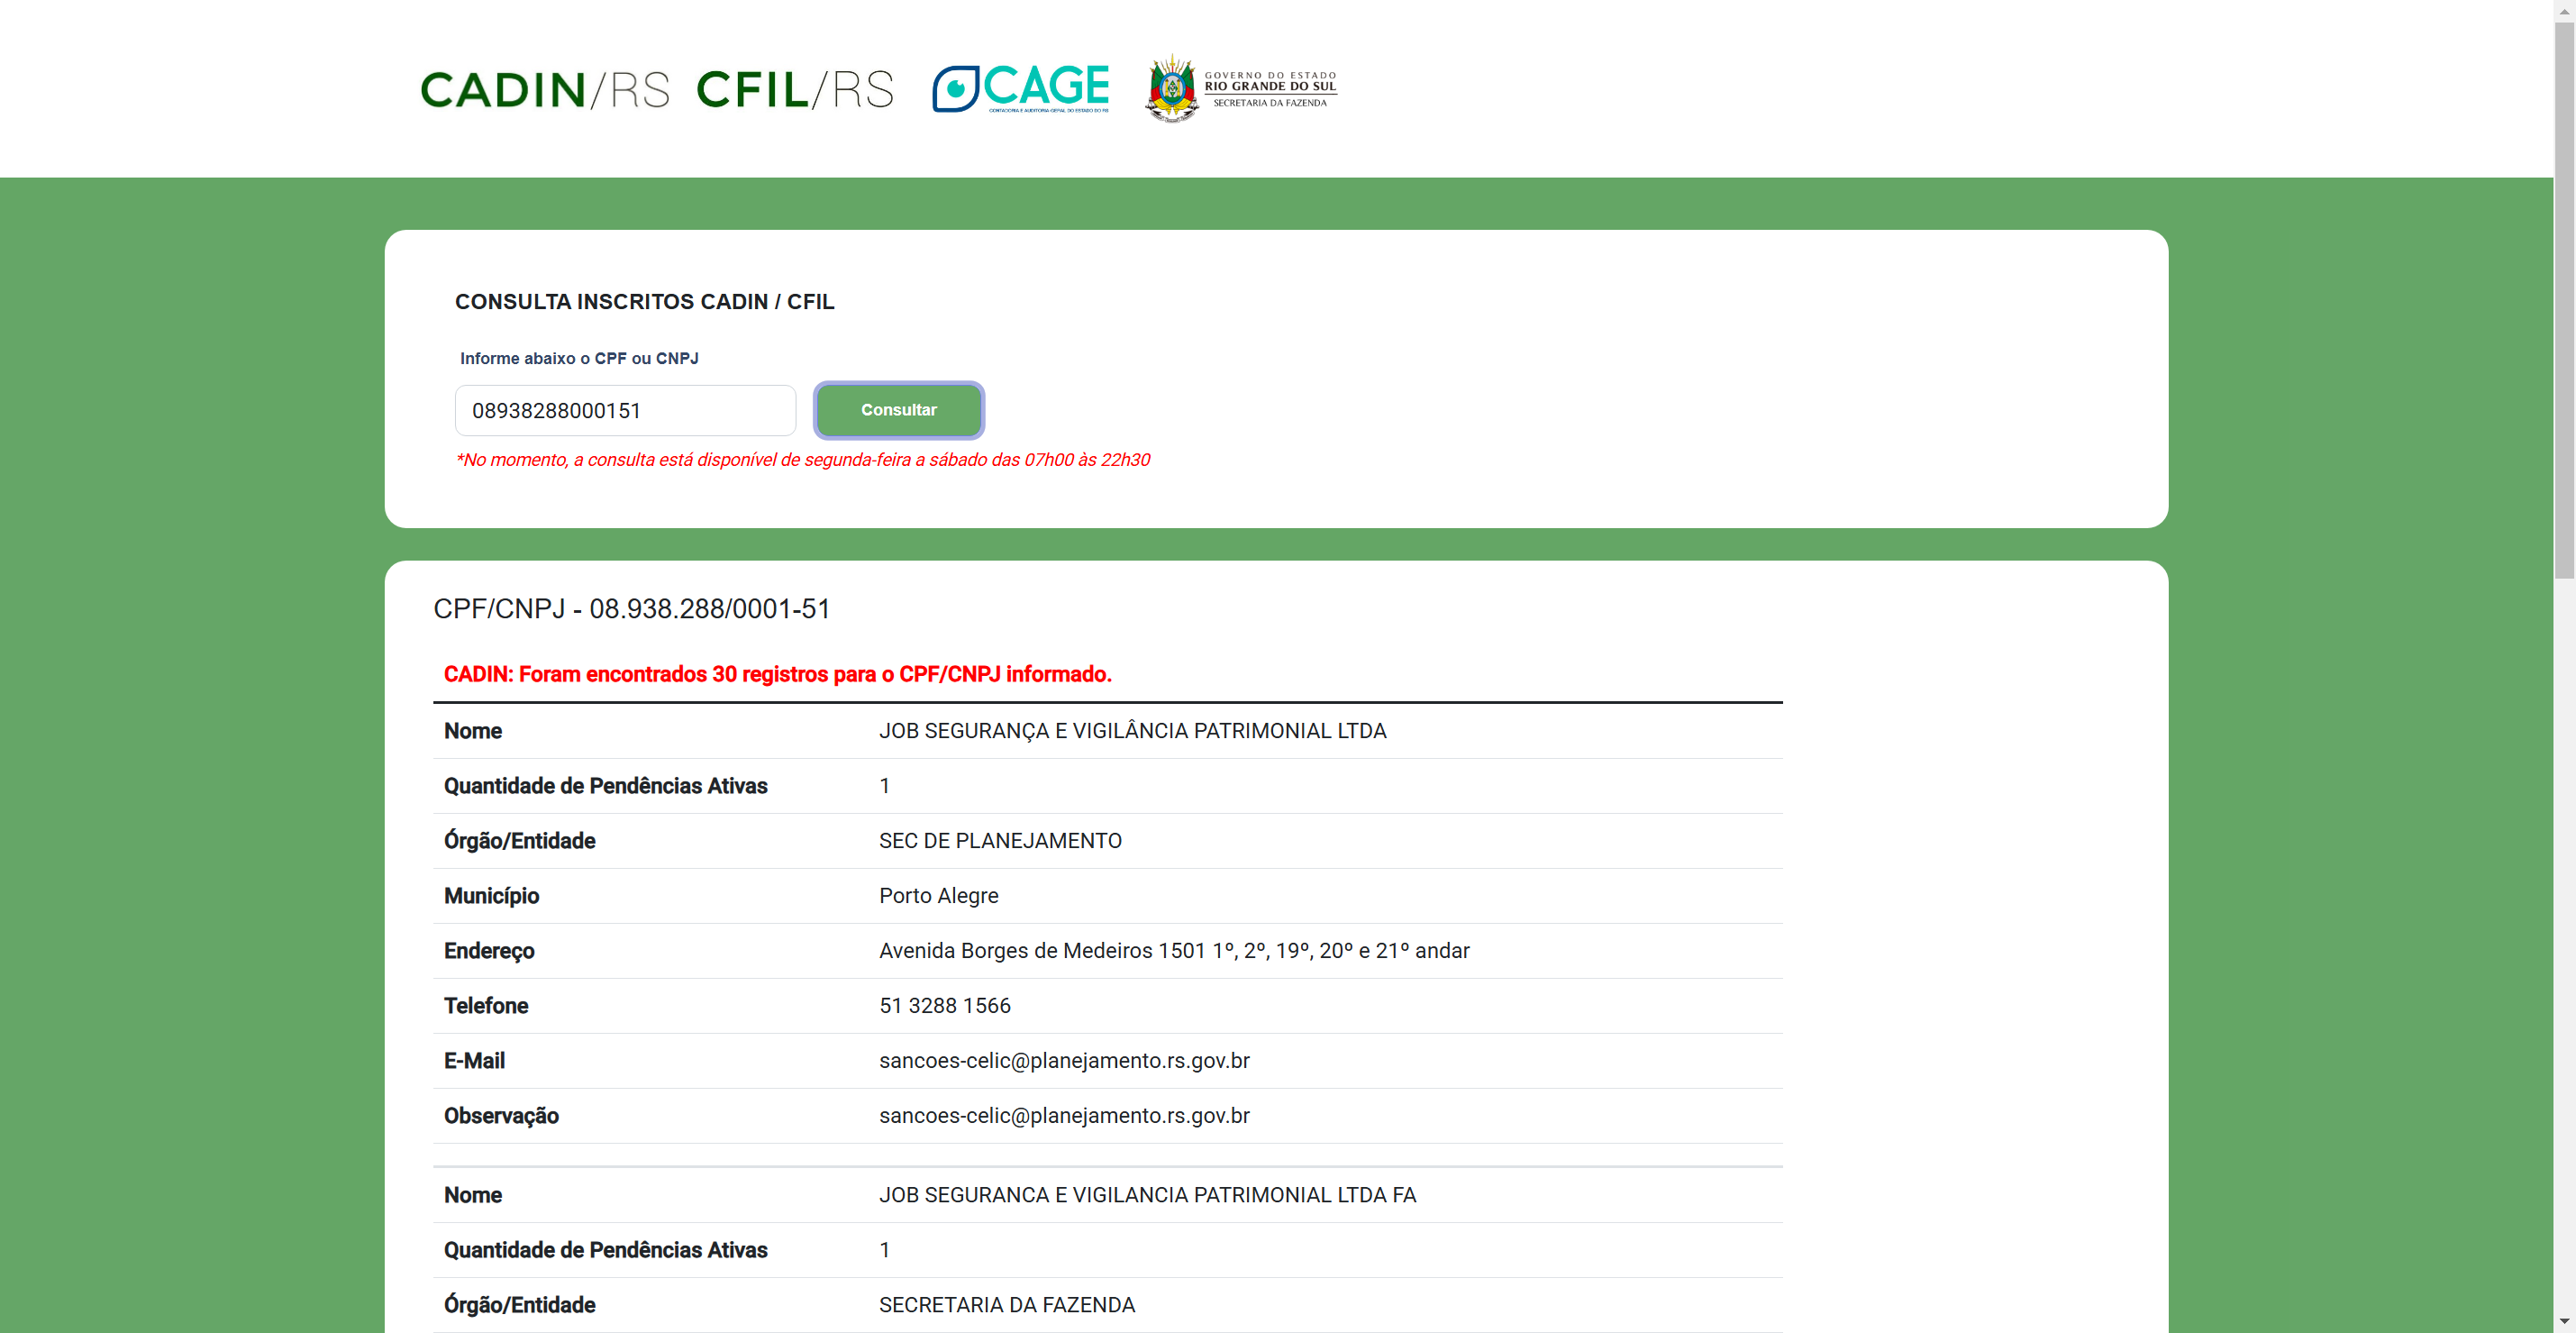 CADIN/RS CFIL/RS CAGE GOVERNO DO ESTADO
RIO GRANDE DO SUL
CONTADORIA E AUDITORIA-GERAL DO ESTADO DO RS SECRETARIA DA FAZENDA
CONSULTA INSCRITOS CADIN / CFIL
Informe abaixo o CPF ou CNPJ
08938288000151 Consultar
*No momento, a consulta está disponível de segunda-feira a sábado das 07h00 às 22h30
CPF/CNPJ - 08.938.288/0001-51
CADIN: Foram encontrados 30 registros para o CPF/CNPJ informado.
Nome JOB SEGURANÇA E VIGILÂNCIA PATRIMONIAL LTDA
Quantidade de Pendências Ativas 1
Órgão/Entidade SEC DE PLANEJAMENTO
Município Porto Alegre
Endereço Avenida Borges de Medeiros 1501 1º, 2º, 19º, 20º e 21º andar
Telefone 51 3288 1566
E-Mail sancoes-celic@planejamento.rs.gov.br
Observação sancoes-celic@planejamento.rs.gov.br
Nome JOB SEGURANCA E VIGILANCIA PATRIMONIAL LTDA FA
Quantidade de Pendências Ativas 1
Órgão/Entidade SECRETARIA DA FAZENDA